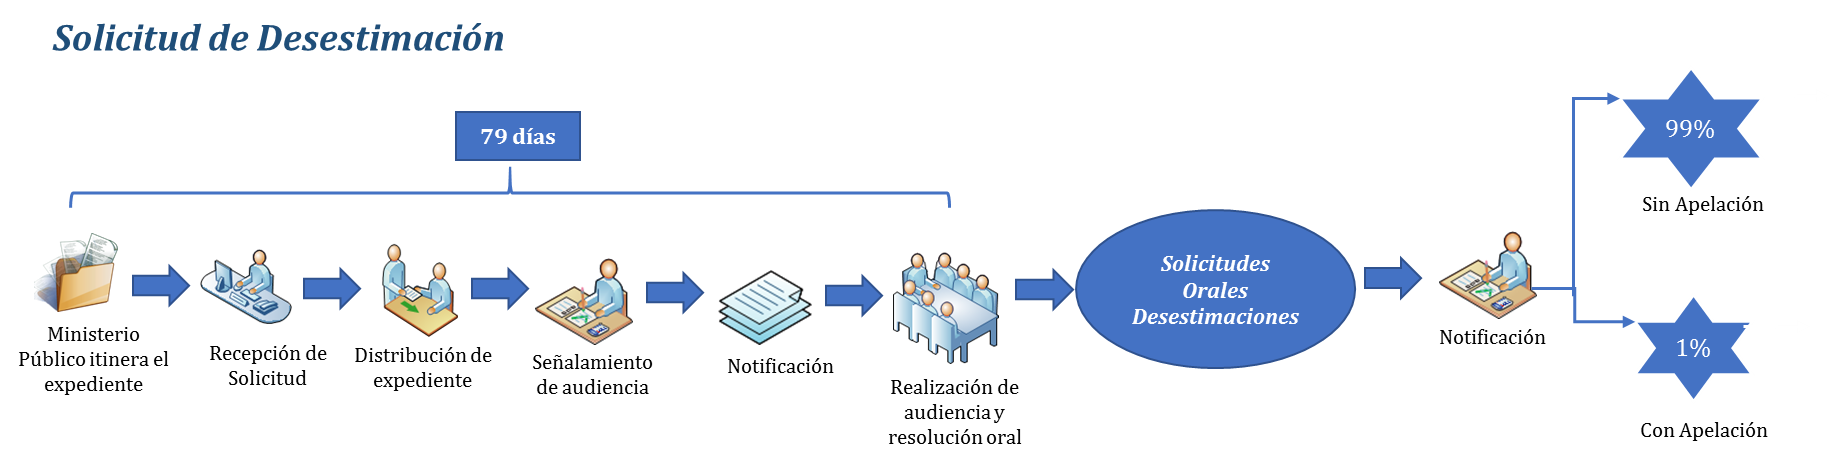 Solicitud de Desestimación
79 días
Ministerio
Público itinera el
expediente
Recepción de
Solicitud
Distribución de
expediente
Señalamiento
de audiencia
Notificación
Realización de
audiencia y
resolución oral
Solicitudes
Orales
Desestimaciones
Notificación
99%
Sin Apelación
1%
Con Apelación